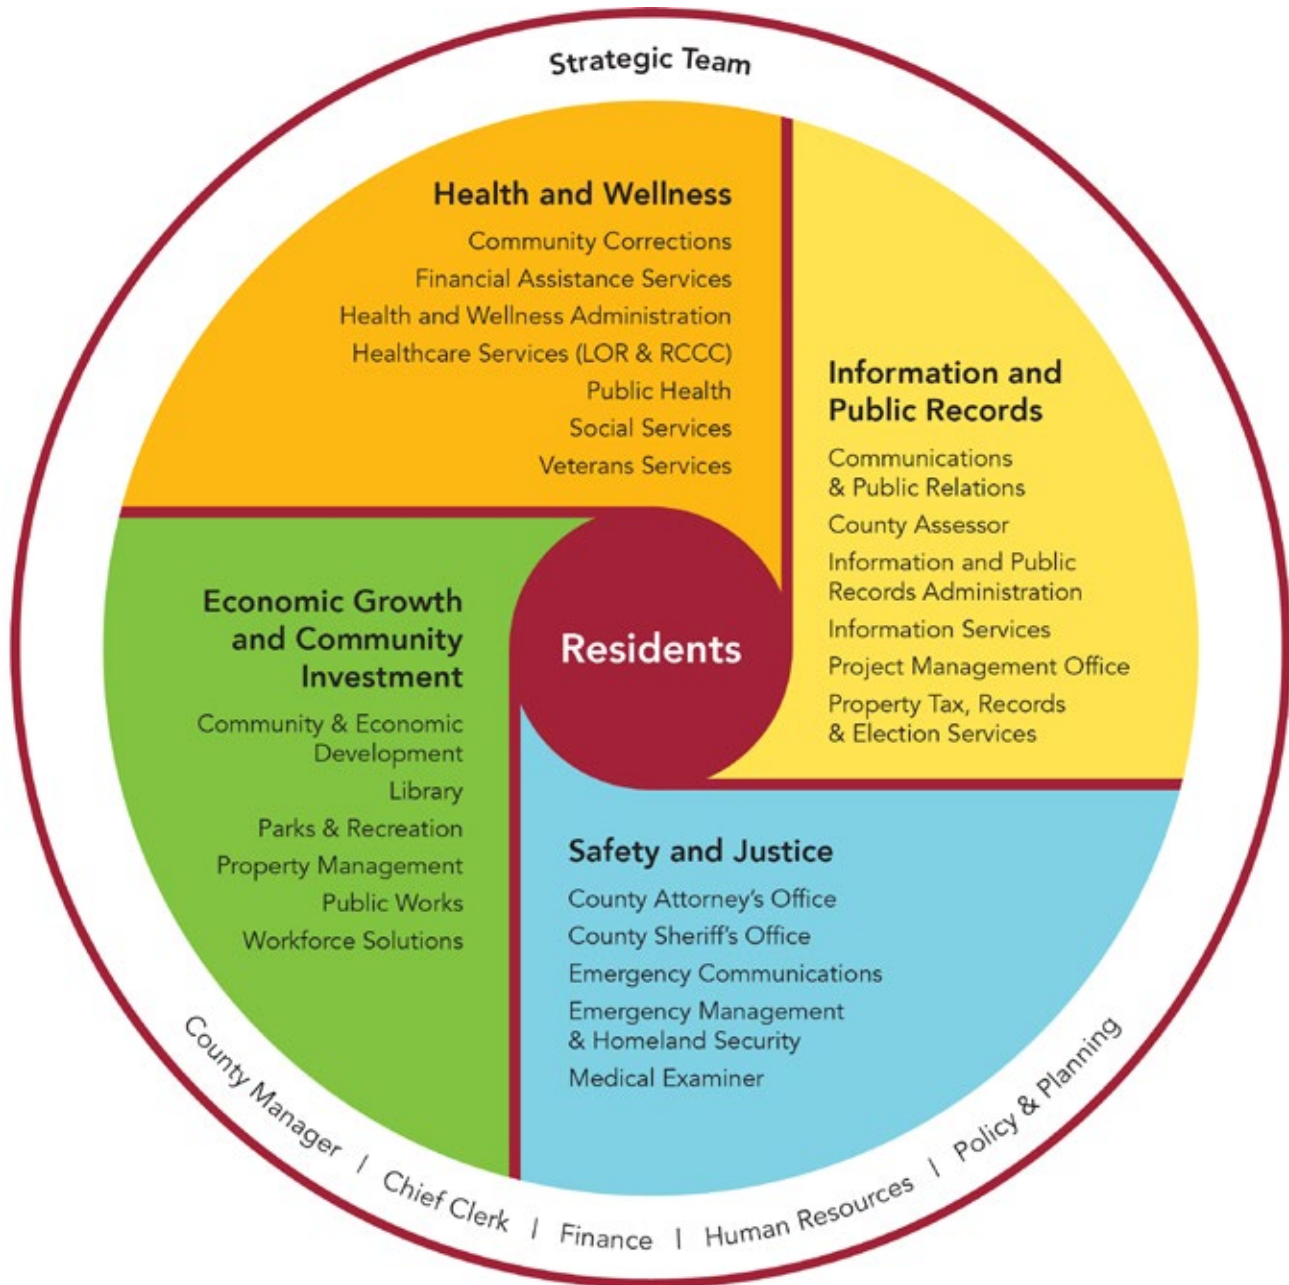 Strategic Team
Health and Wellness
Community Corrections
Financial Assistance Services
Health and Wellness Administration
Healthcare Services (LOR & RCCC)
Public Health
Social Services
Veterans Services
Information and
Public Records
Communications
& Public Relations
County Assessor
Information and Public
Records Administration
Information Services
Project Management Office
Property Tax, Records
& Election Services
Economic Growth
and Community
Investment
Community & Economic
Development
Library
Parks & Recreation
Property Management
Public Works
Workforce Solutions
Residents
Safety and Justice
County Attorney’s Office
County Sheriff’s Office
Emergency Communications
Emergency Management
& Homeland Security
Medical Examiner
County Manager | Chief Clerk | Finance | Human Resources | Policy & Planning